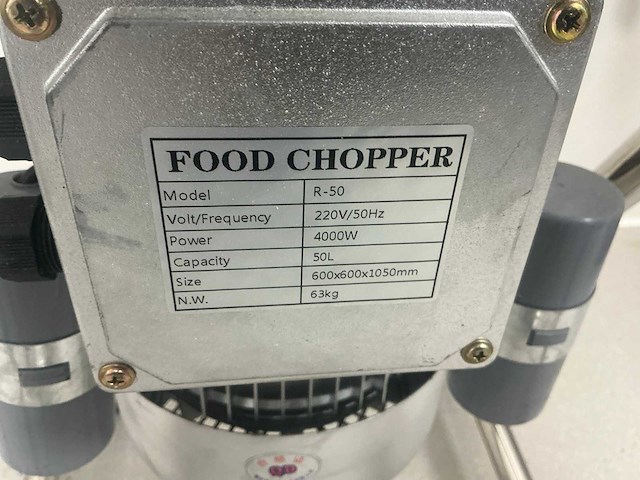 FOOD CHOPPER
Model R-50
Volt/Frequency 220V/50Hz
Power 4000W
Capacity 50L
Size 600x600x1050mm
N.W. 63kg